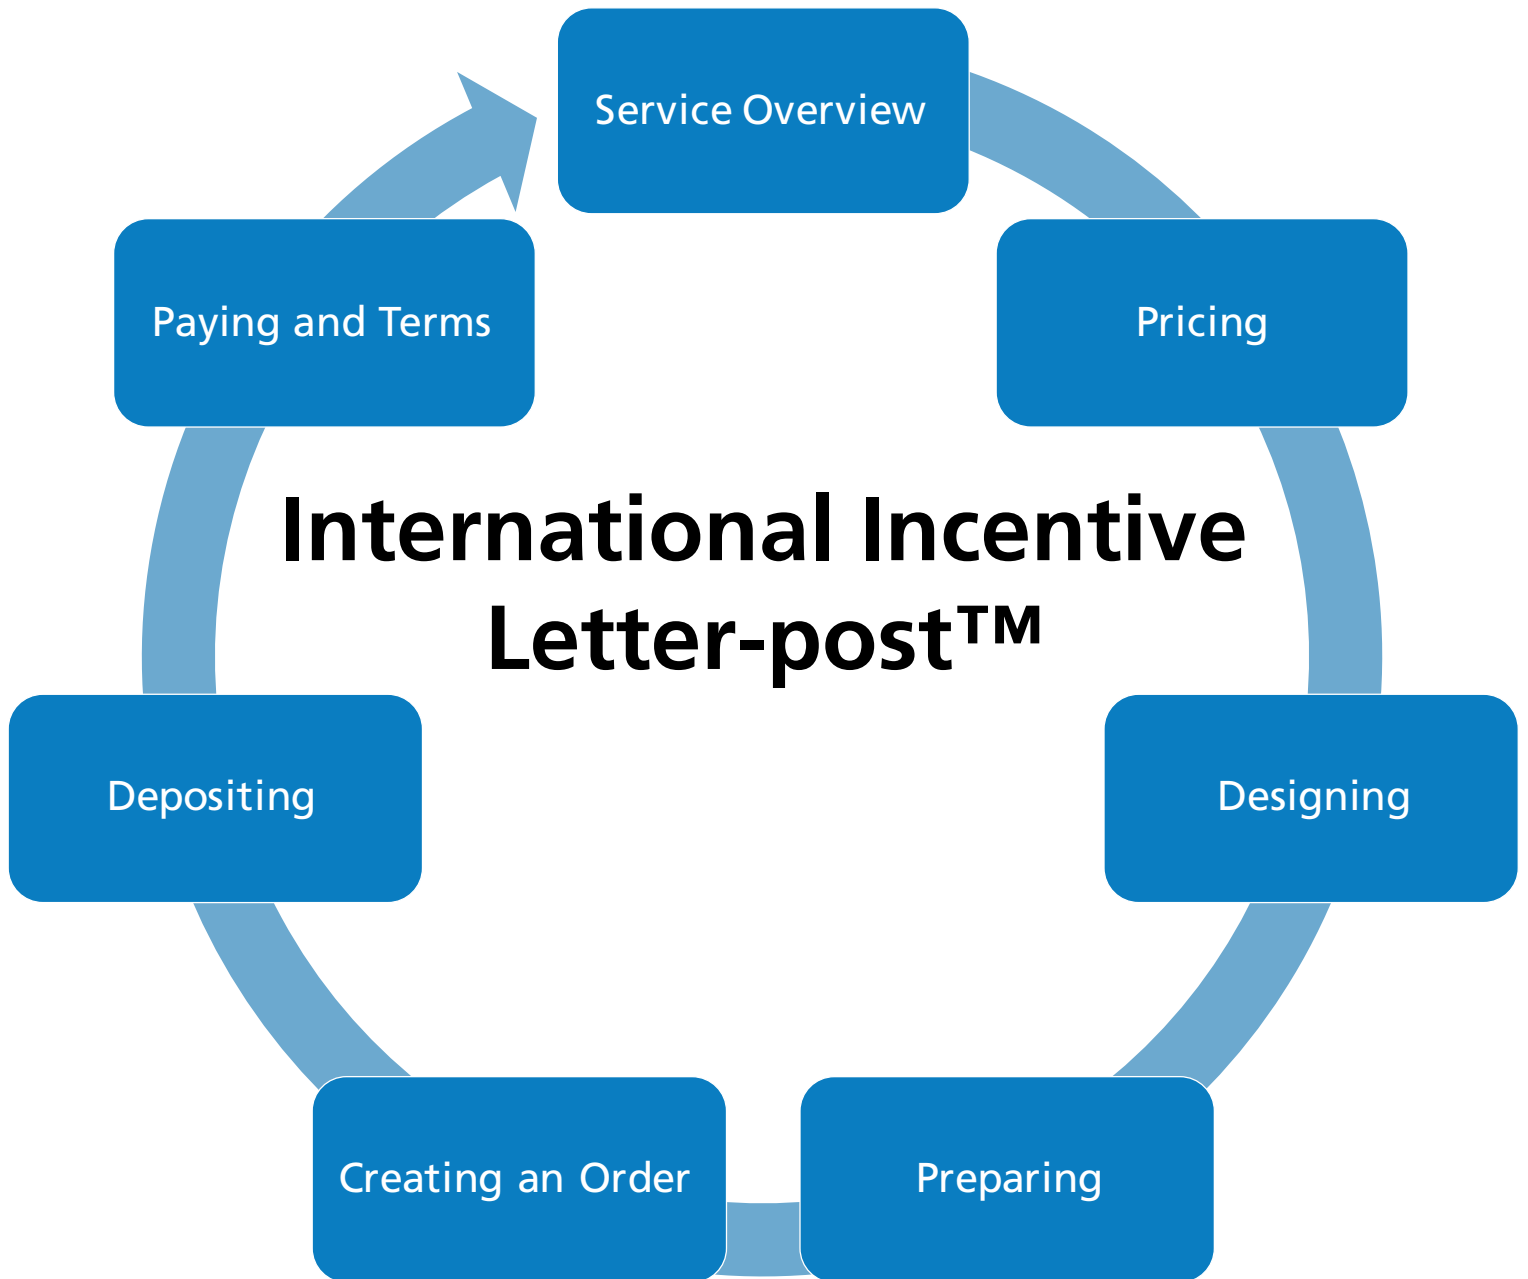 Service Overview
Pricing
Designing
Preparing
Creating an Order
Depositing
Paying and Terms
International Incentive
Letter-post™